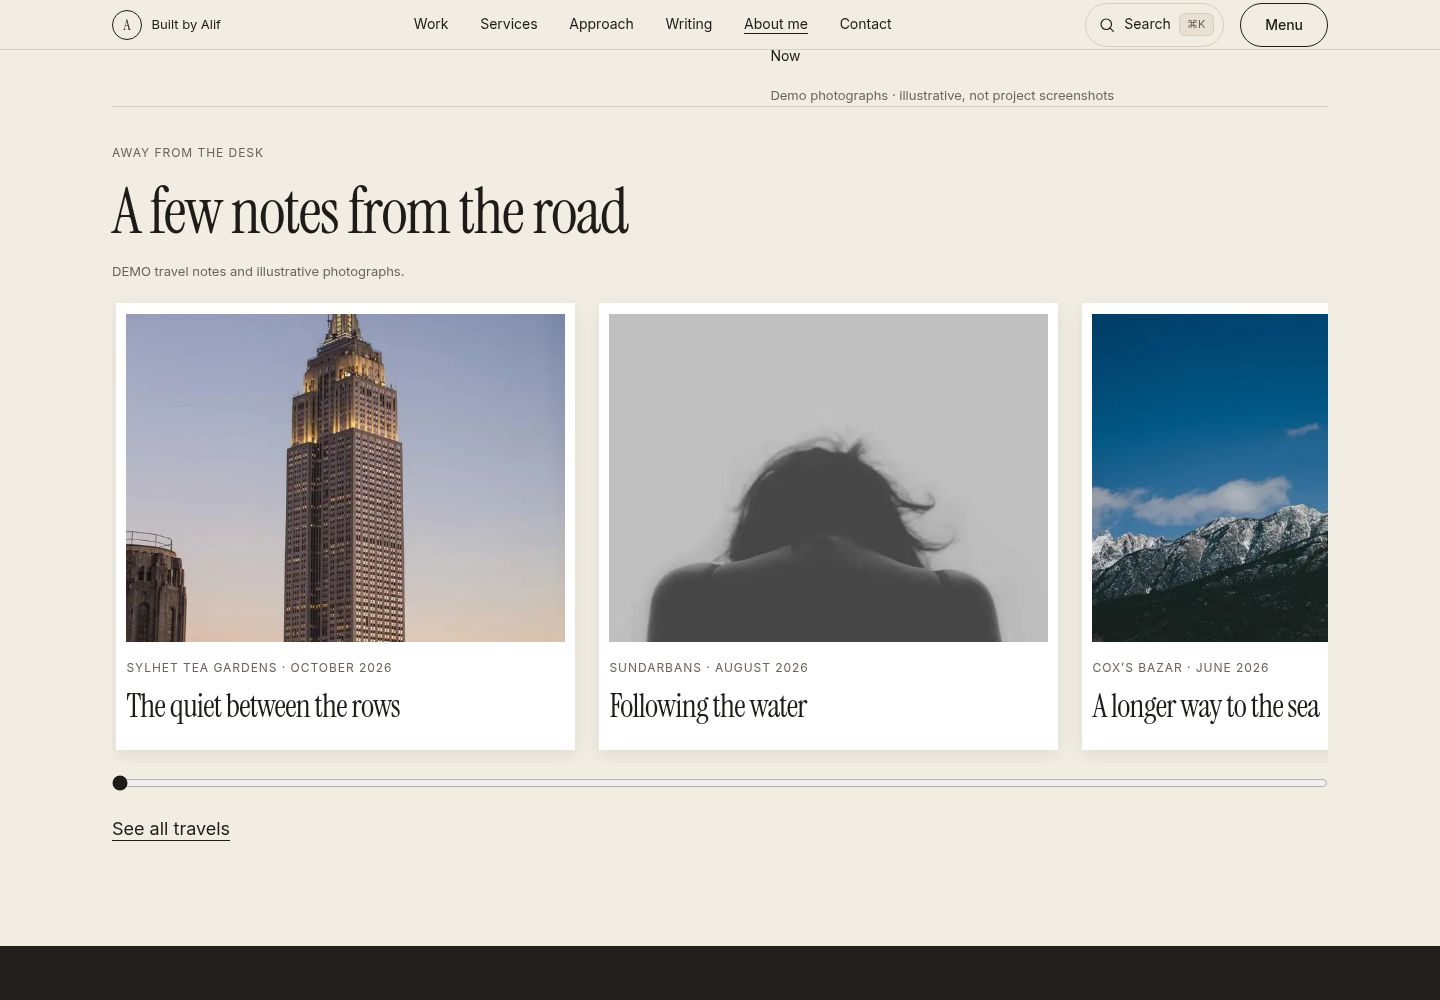 A Built by Alif
Work Services Approach Writing About me Contact
Search ⌘K Menu
Now
Demo photographs · illustrative, not project screenshots
AWAY FROM THE DESK
A few notes from the road
DEMO travel notes and illustrative photographs.
SYLHET TEA GARDENS · OCTOBER 2026
The quiet between the rows
SUNDARBANS · AUGUST 2026
Following the water
COX’S BAZAR · JUNE 2026
A longer way to the sea
See all travels